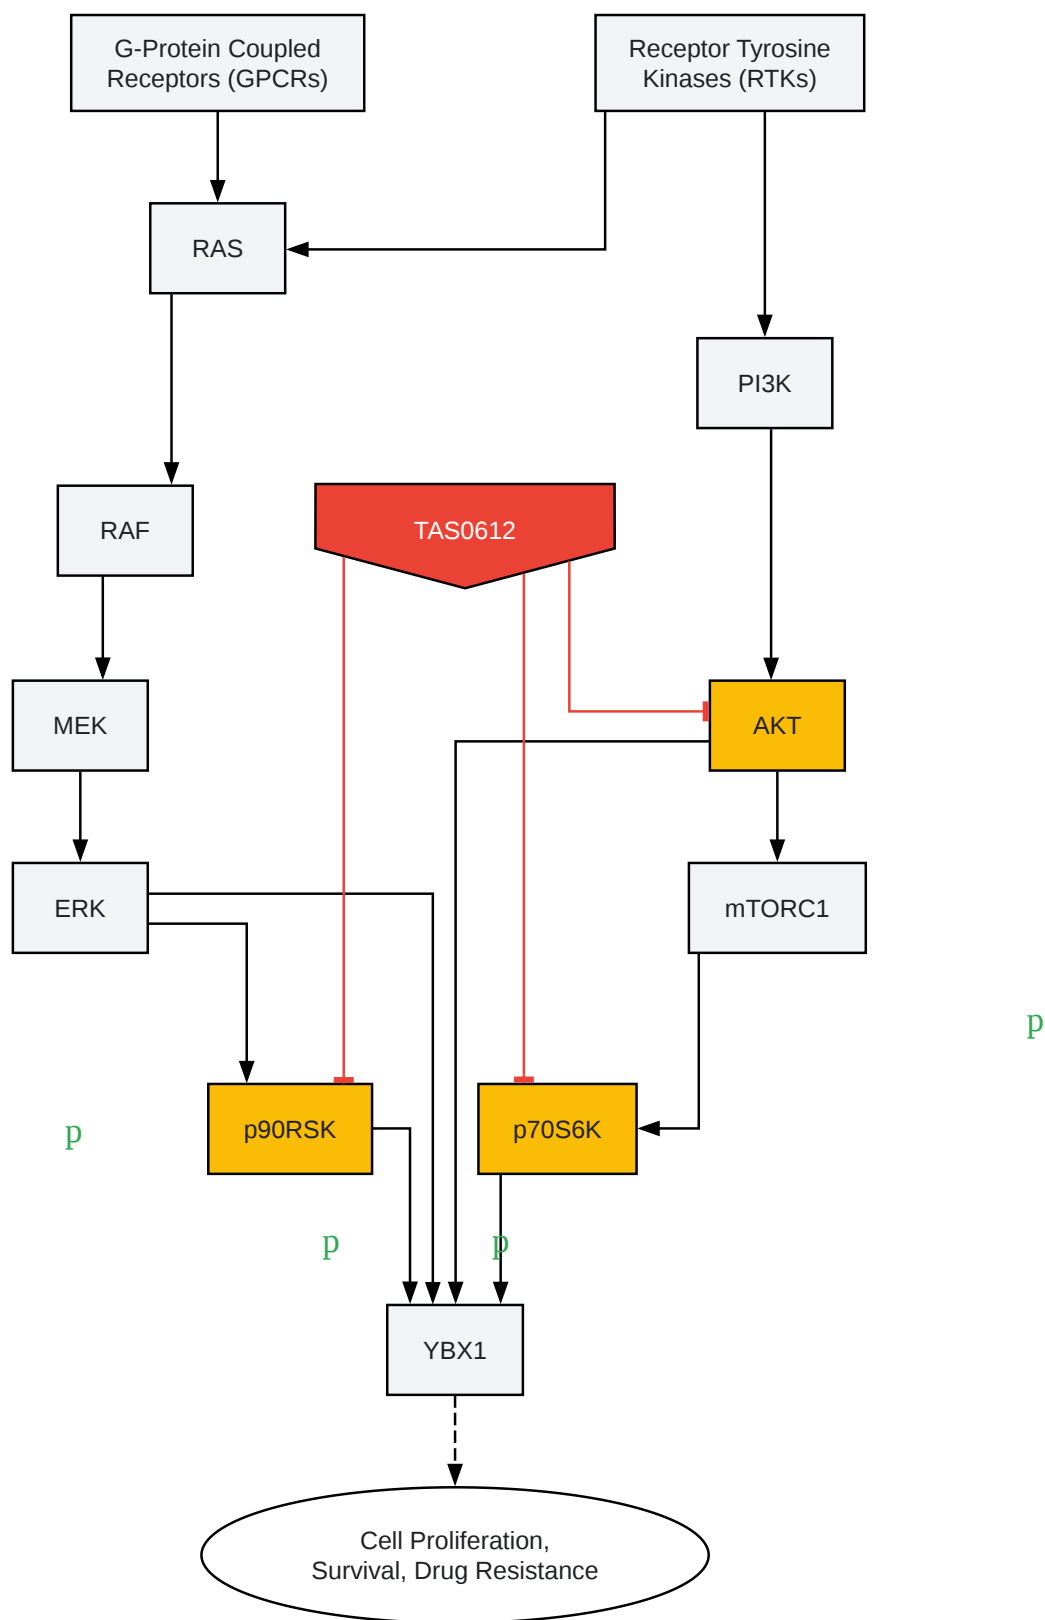 G-Protein Coupled
Receptors (GPCRs)
Receptor Tyrosine
Kinases (RTKs)
RAS
PI3K
RAF
TAS0612
MEK
AKT
ERK
mTORC1
p
p90RSK
p70S6K
p
p
p
YBX1
Cell Proliferation,
Survival, Drug Resistance